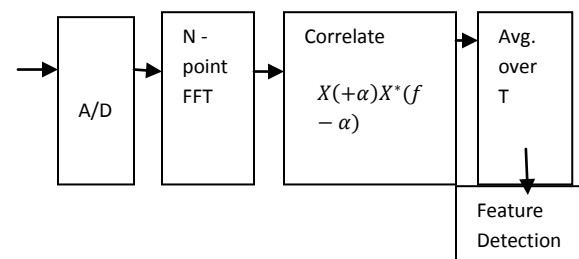 A/D
N -
point
FFT
Correlate
X(+α)X*(f
− α)
Avg.
over
T
Feature
Detection